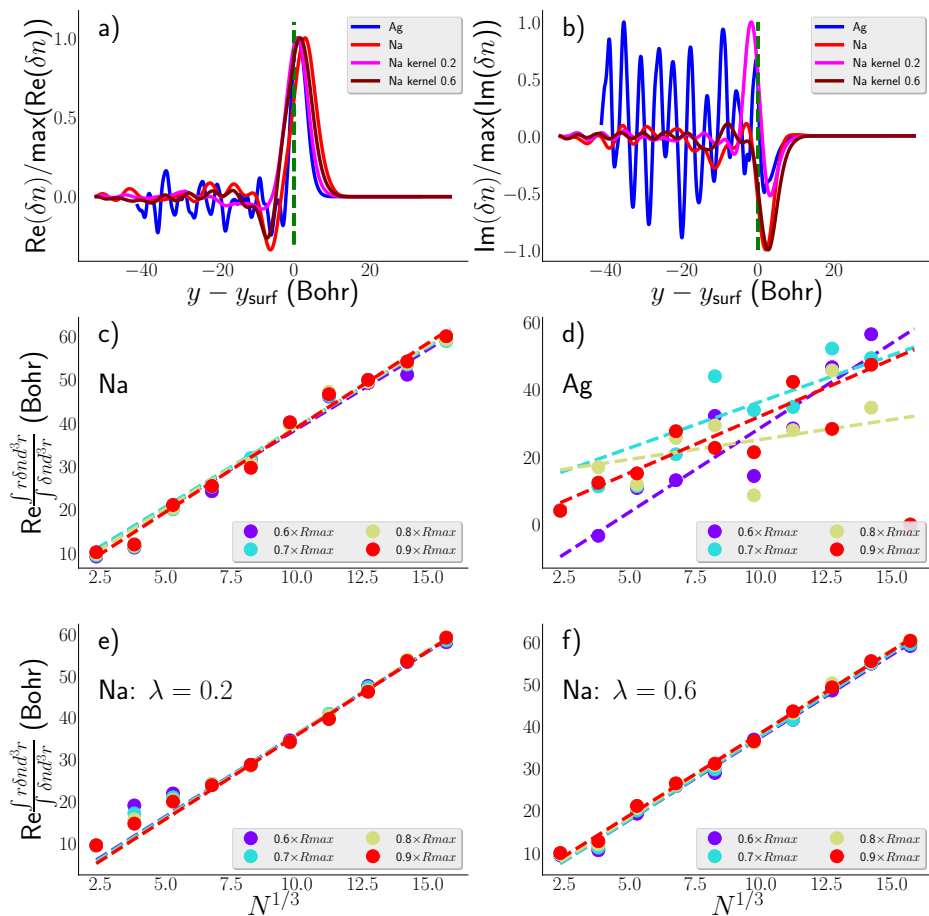 a)
Ag
Na
Na kernel 0.2
Na kernel 0.6
Re(δn)/max(Re(δn))
1.0
0.5
0.0
−40 −20 0 20
y − y_surf (Bohr)
b)
Ag
Na
Na kernel 0.2
Na kernel 0.6
Im(δn)/max(Im(δn))
1.0
0.5
0.0
−0.5
−1.0
−40 −20 0 20
y − y_surf (Bohr)
c)
Na
Re ∫ r δn d³r / ∫ δn d³r (Bohr)
60
50
40
30
20
10
2.5 5.0 7.5 10.0 12.5 15.0
0.6×Rmax 0.8×Rmax
0.7×Rmax 0.9×Rmax
d)
Ag
60
40
20
0
2.5 5.0 7.5 10.0 12.5 15.0
0.6×Rmax 0.8×Rmax
0.7×Rmax 0.9×Rmax
e)
Na: λ = 0.2
Re ∫ r δn d³r / ∫ δn d³r (Bohr)
60
50
40
30
20
10
2.5 5.0 7.5 10.0 12.5 15.0
0.6×Rmax 0.8×Rmax
0.7×Rmax 0.9×Rmax
N^{1/3}
f)
Na: λ = 0.6
60
50
40
30
20
10
2.5 5.0 7.5 10.0 12.5 15.0
0.6×Rmax 0.8×Rmax
0.7×Rmax 0.9×Rmax
N^{1/3}